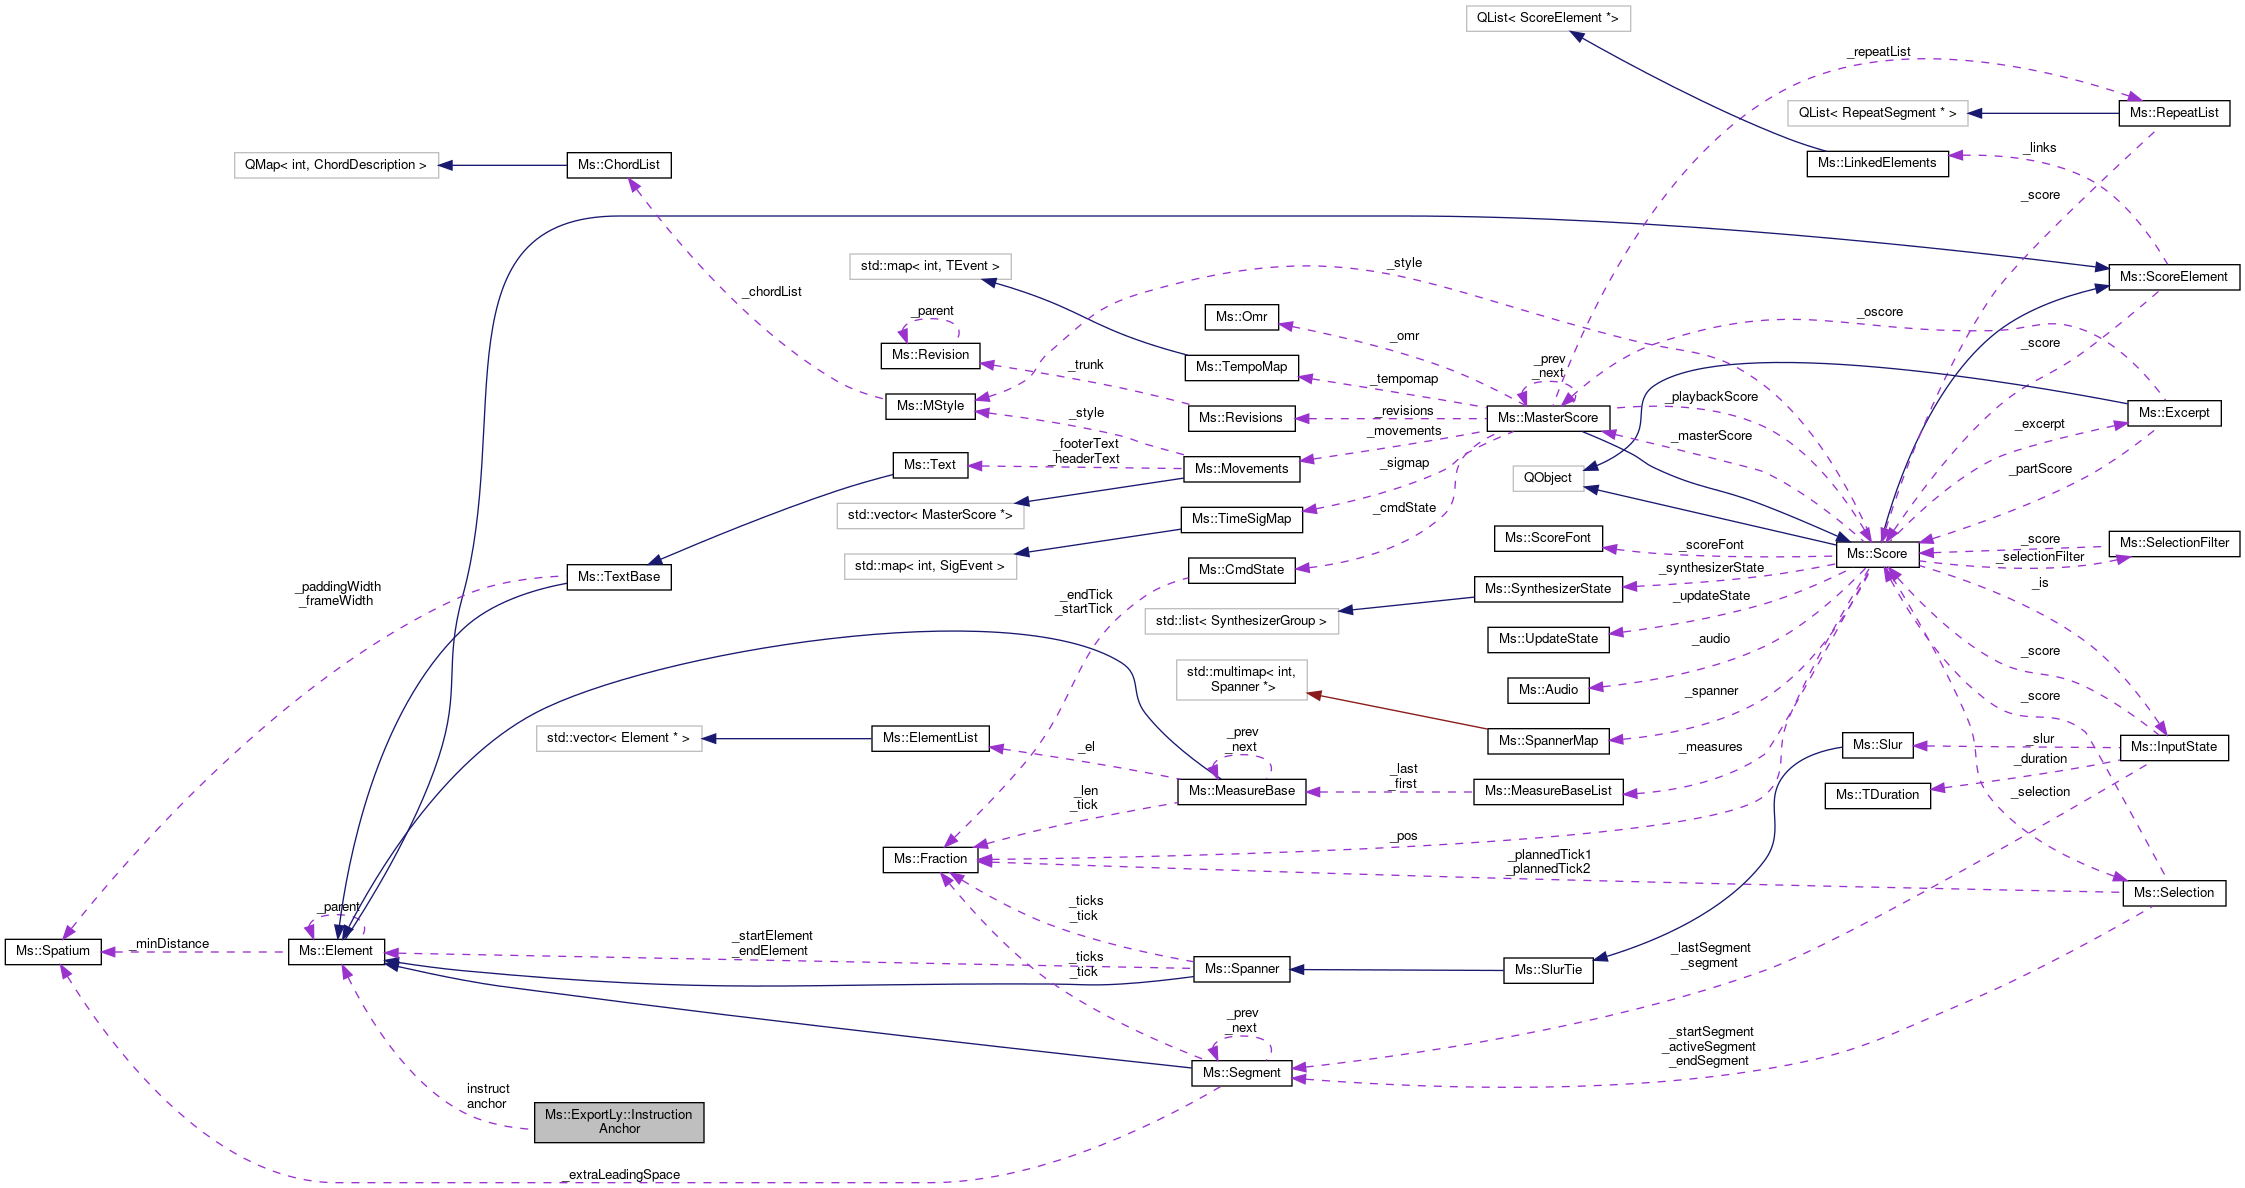 QList< ScoreElement *>
_repeatList
QList< RepeatSegment * >
Ms::RepeatList
_links
Ms::LinkedElements
QMap< int, ChordDescription >
Ms::ChordList
_score
_style
std::map< int, TEvent >
Ms::ScoreElement
_chordList
_parent
Ms::Omr
_oscore
Ms::Revision
_trunk
_omr
Ms::TempoMap
_prev
_next
_score
_tempomap
Ms::MStyle
_style
Ms::Revisions
_revisions
Ms::MasterScore
_playbackScore
Ms::Excerpt
_movements
_masterScore
_excerpt
_footerText
_headerText
Ms::Text
Ms::Movements
_sigmap
QObject
_partScore
std::vector< MasterScore *>
Ms::TimeSigMap
_cmdState
Ms::ScoreFont
_scoreFont
Ms::Score
_score
_selectionFilter
Ms::SelectionFilter
std::map< int, SigEvent >
Ms::CmdState
_synthesizerState
Ms::TextBase
_paddingWidth
_frameWidth
_endTick
_startTick
Ms::SynthesizerState
_updateState
_is
std::list< SynthesizerGroup >
Ms::UpdateState
_audio
_score
std::multimap< int,
Spanner *>
Ms::Audio
_spanner
_score
std::vector< Element * >
Ms::ElementList
_el
_prev
_next
Ms::SpannerMap
_measures
Ms::Slur
_slur
Ms::InputState
_duration
_len
_tick
Ms::MeasureBase
_last
_first
Ms::MeasureBaseList
Ms::TDuration
_selection
Ms::Fraction
_pos
_plannedTick1
_plannedTick2
Ms::Selection
_parent
_ticks
_tick
Ms::Spatium
_minDistance
Ms::Element
_startElement
_endElement
_ticks
_tick
Ms::Spanner
Ms::SlurTie
_lastSegment
_segment
_prev
_next
_startSegment
_activeSegment
_endSegment
Ms::Segment
instruct
anchor
Ms::ExportLy::Instruction
Anchor
_extraLeadingSpace